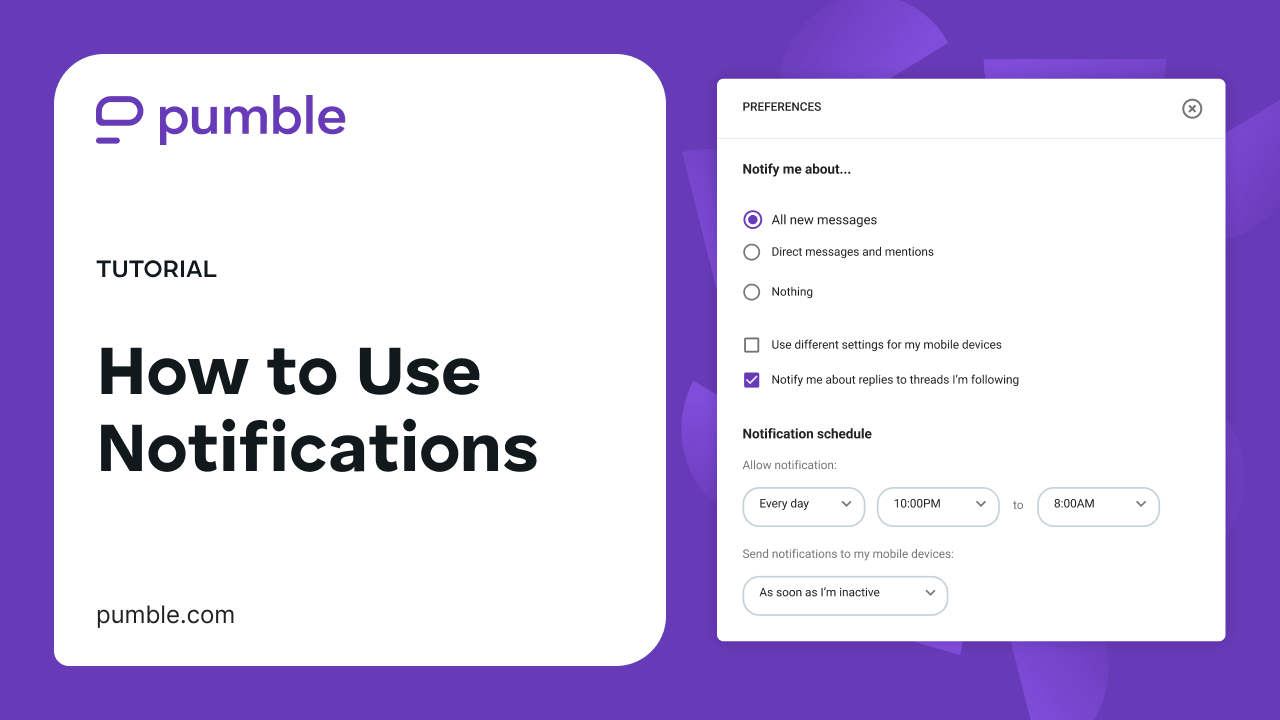 pumble
TUTORIAL
How to Use
Notifications
pumble.com
PREFERENCES
Notify me about...
All new messages
Direct messages and mentions
Nothing
Use different settings for my mobile devices
Notify me about replies to threads I'm following
Notification schedule
Allow notification:
Every day 10:00PM to 8:00AM
Send notifications to my mobile devices:
As soon as I'm inactive